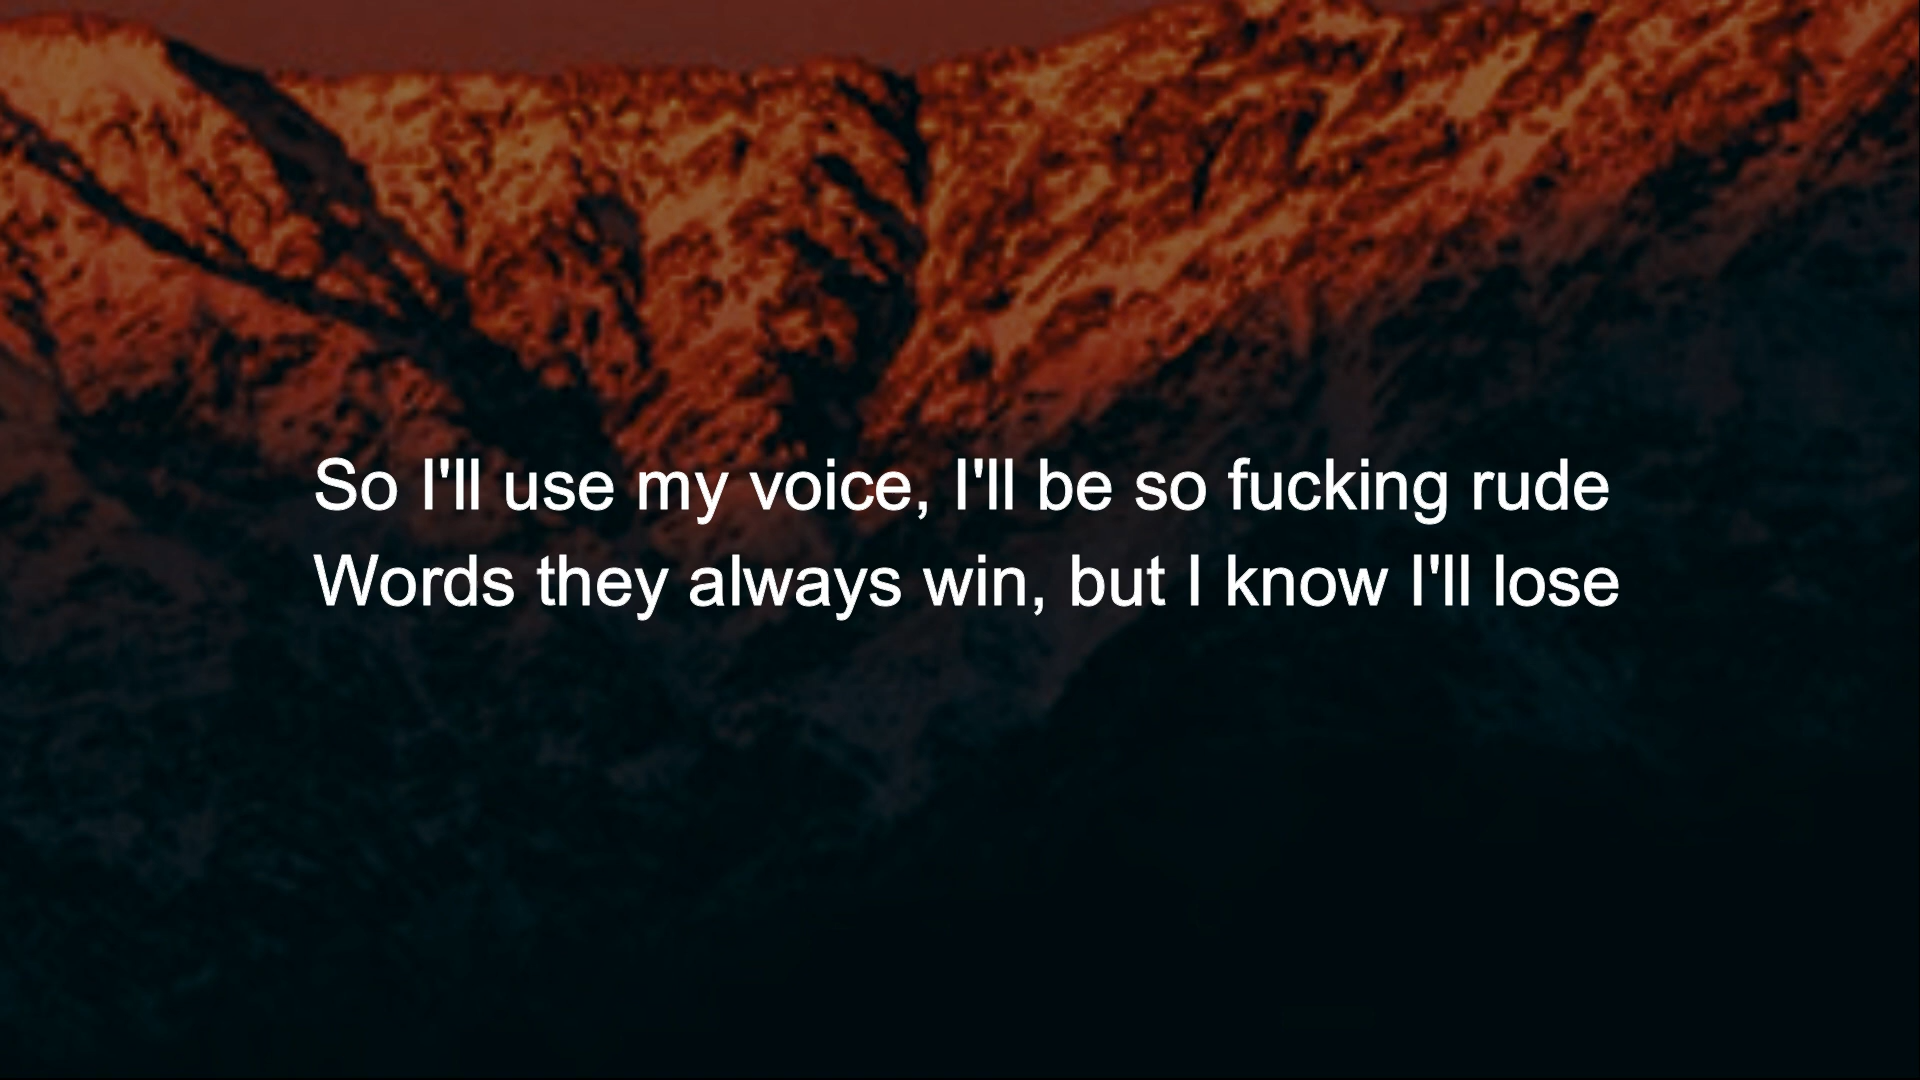 So I'll use my voice, I'll be so fucking rude
Words they always win, but I know I'll lose